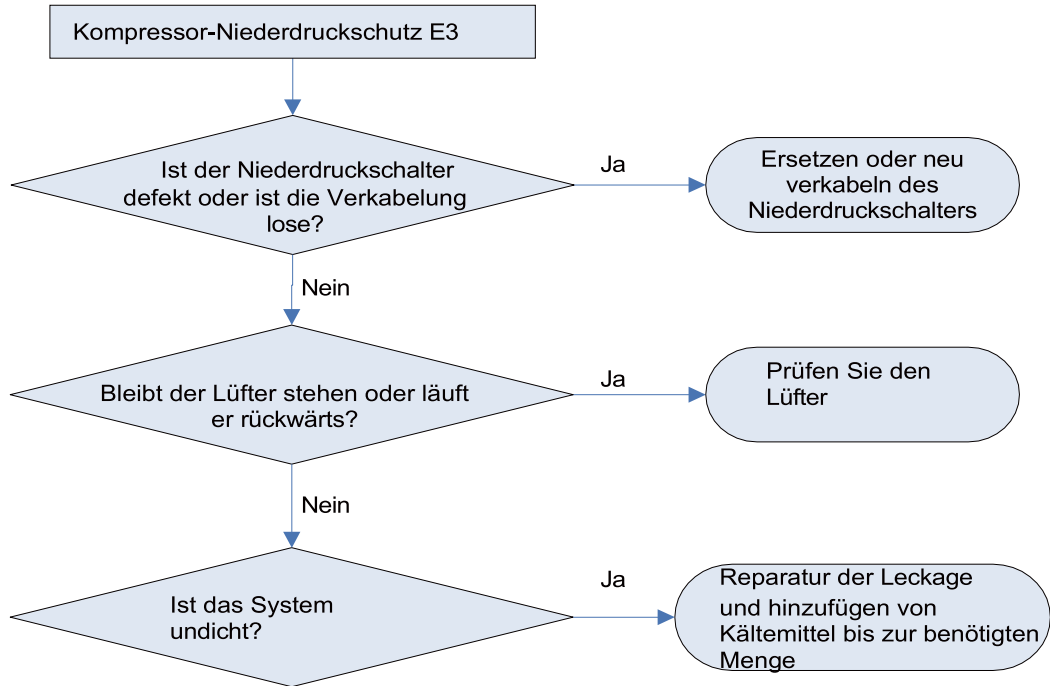 Kompressor-Niederdruckschutz E3
Ist der Niederdruckschalter
defekt oder ist die Verkabelung
lose?
Ja
Ersetzen oder neu
verkabeln des
Niederdruckschalters
Nein
Bleibt der Lüfter stehen oder läuft
er rückwärts?
Ja
Prüfen Sie den
Lüfter
Nein
Ist das System
undicht?
Ja
Reparatur der Leckage
und hinzufügen von
Kältemittel bis zur benötigten
Menge